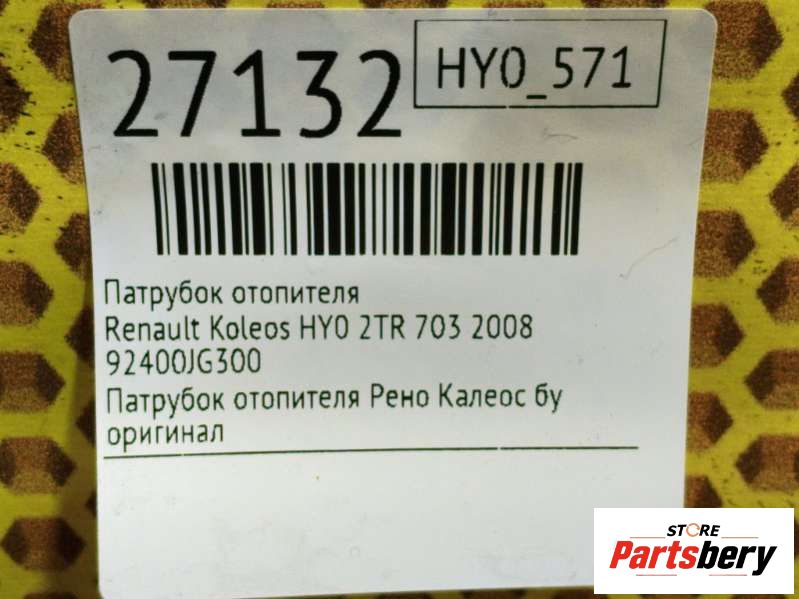 27132
HY0_571
Патрубок отопителя
Renault Koleos HY0 2TR 703 2008
92400JG300
Патрубок отопителя Рено Калеос бу
оригинал
STORE
Partsbery